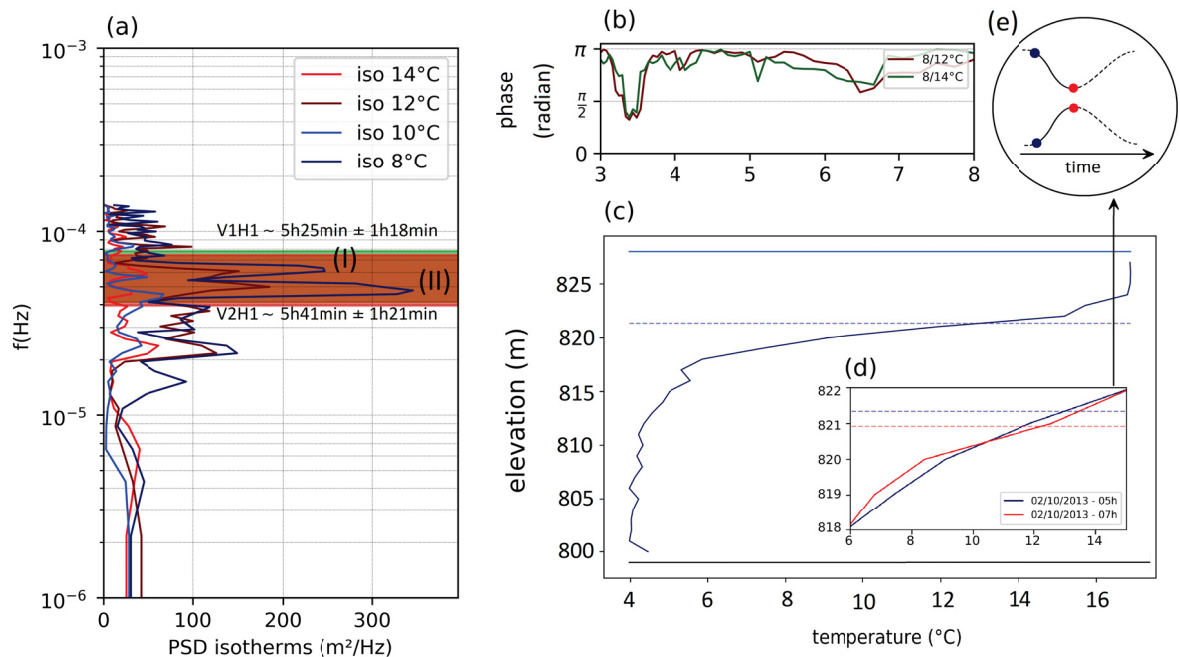 (a)
10⁻³
10⁻⁴
10⁻⁵
10⁻⁶
f(Hz)
iso 14°C
iso 12°C
iso 10°C
iso 8°C
V1H1 ~ 5h25min ± 1h18min
(I)
(II)
V2H1 ~ 5h41min ± 1h21min
0 100 200 300
PSD isotherms (m²/Hz)
(b)
phase
(radian)
π
π/2
0
8/12°C
8/14°C
3 4 5 6 7 8
(e)
time
(c)
elevation (m)
825
820
815
810
805
800
4 6 8 10 12 14 16
temperature (°C)
(d)
822
821
820
819
818
02/10/2013 - 05h
02/10/2013 - 07h
6 8 10 12 14